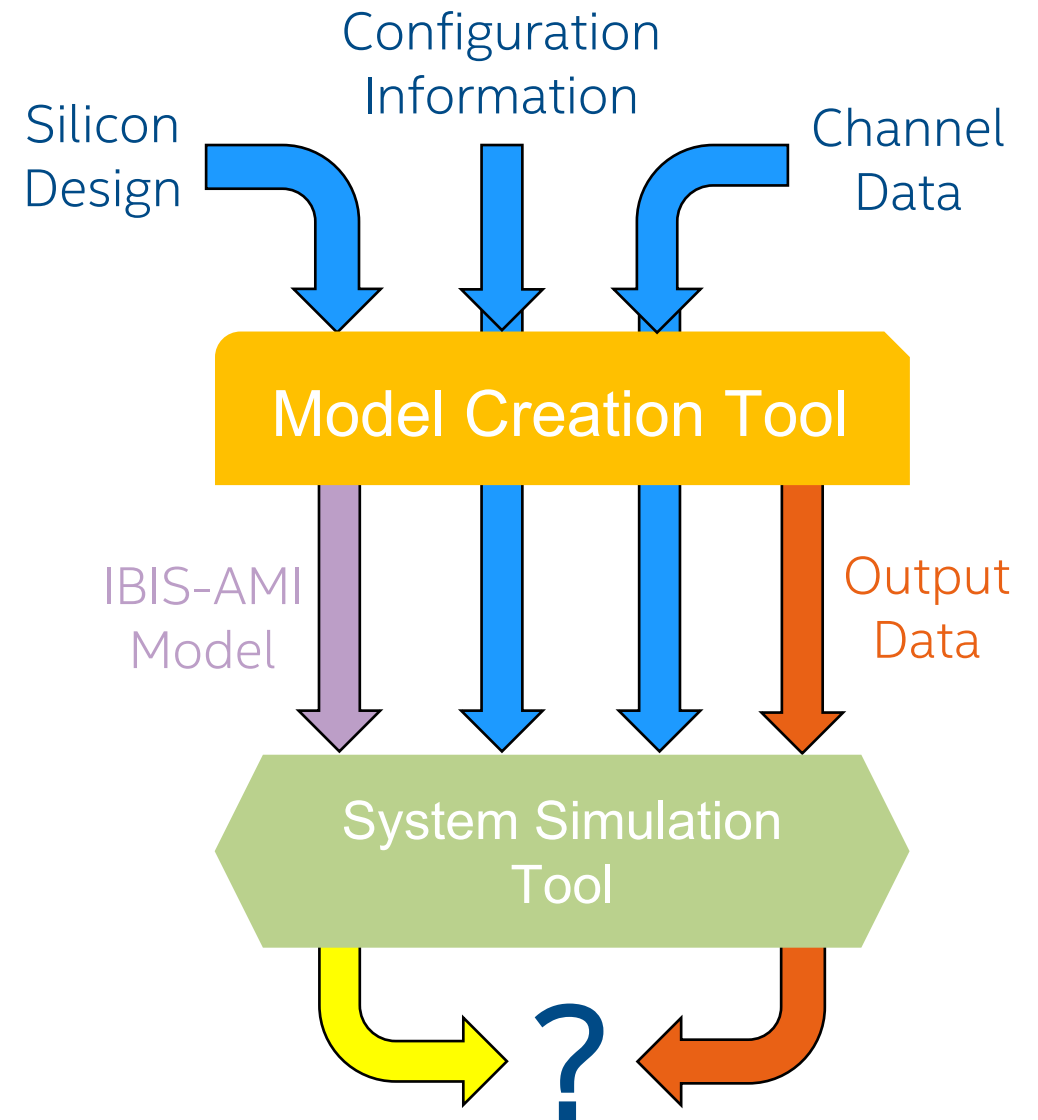 Configuration
Information
Silicon
Design
Channel
Data
Model Creation Tool
IBIS-AMI
Model
Output
Data
System Simulation
Tool
?